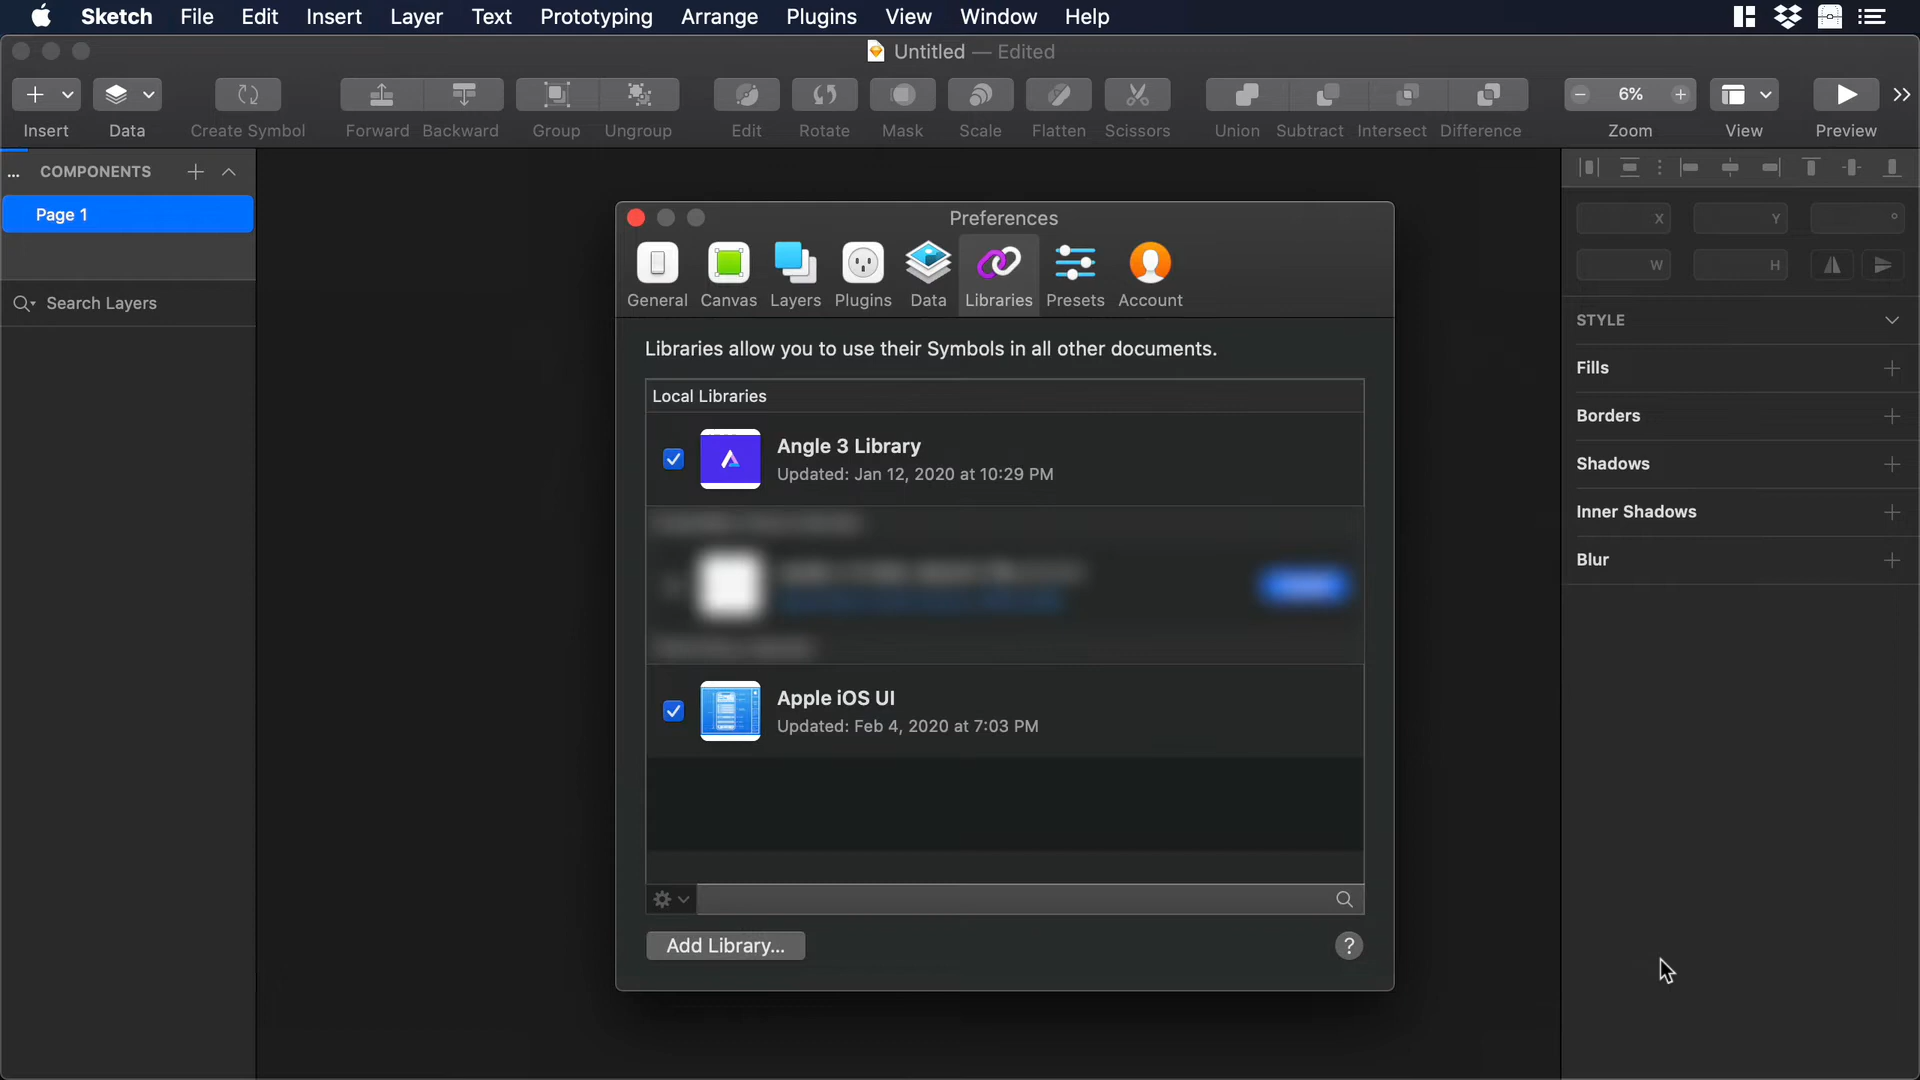 Sketch File Edit Insert Layer Text Prototyping Arrange Plugins View Window Help
Untitled — Edited
6%
Insert Data Create Symbol Forward Backward Group Ungroup Edit Rotate Mask Scale Flatten Scissors Union Subtract Intersect Difference Zoom View Preview
... COMPONENTS
Page 1
Search Layers
Preferences
General Canvas Layers Plugins Data Libraries Presets Account
Libraries allow you to use their Symbols in all other documents.
Local Libraries
Angle 3 Library
Updated: Jan 12, 2020 at 10:29 PM
Apple iOS UI
Updated: Feb 4, 2020 at 7:03 PM
Add Library...
?
X Y °
W H
STYLE
Fills
Borders
Shadows
Inner Shadows
Blur